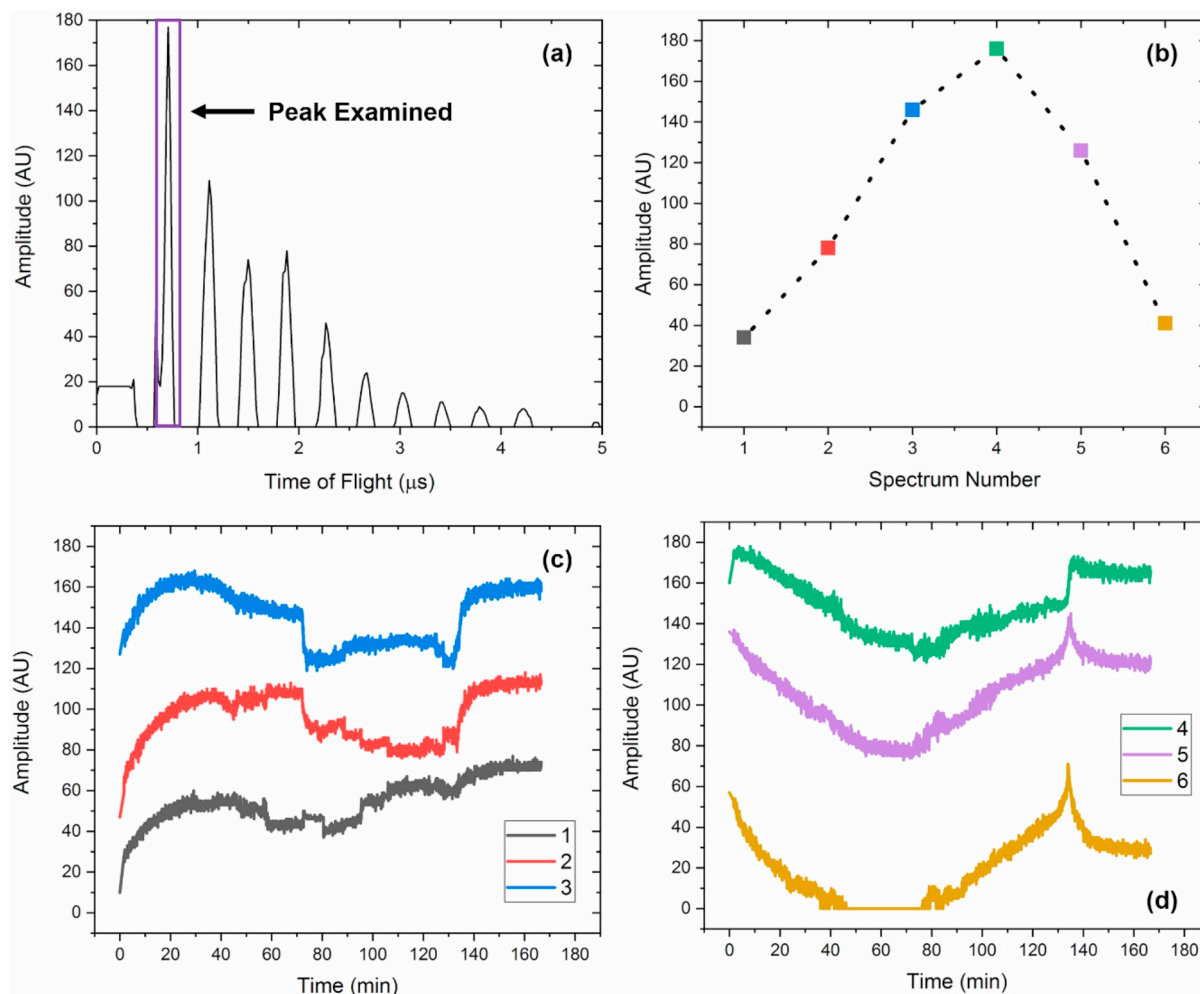 (a)
Peak Examined
Amplitude (AU)
180
160
140
120
100
80
60
40
20
0
0 1 2 3 4 5
Time of Flight (μs)
(b)
Amplitude (AU)
180
160
140
120
100
80
60
40
20
0
1 2 3 4 5 6
Spectrum Number
(c)
Amplitude (AU)
180
160
140
120
100
80
60
40
20
0
1
2
3
0 20 40 60 80 100 120 140 160 180
Time (min)
Amplitude (AU)
180
160
140
120
100
80
60
40
20
0
4
5
6
(d)
0 20 40 60 80 100 120 140 160 180
Time (min)